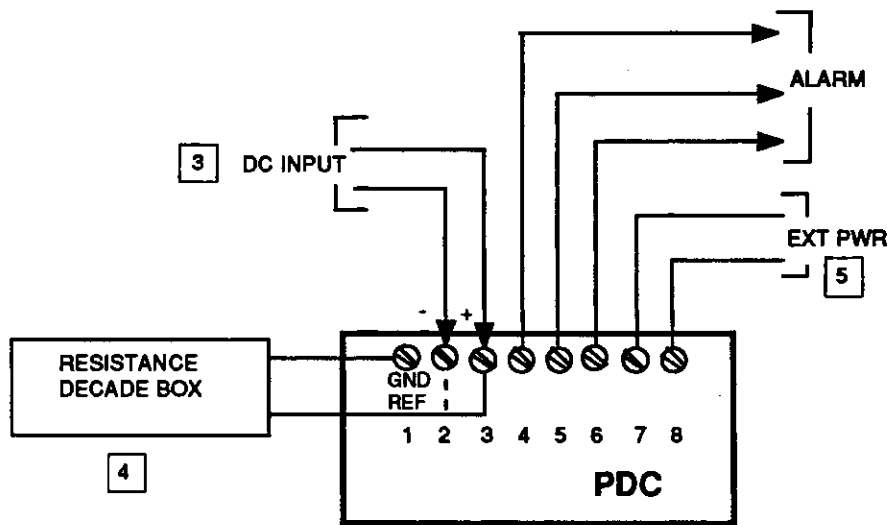 ALARM
3 DC INPUT
EXT PWR
5
- +
RESISTANCE
DECADE BOX
GND
REF
1 2 3 4 5 6 7 8
4
PDC